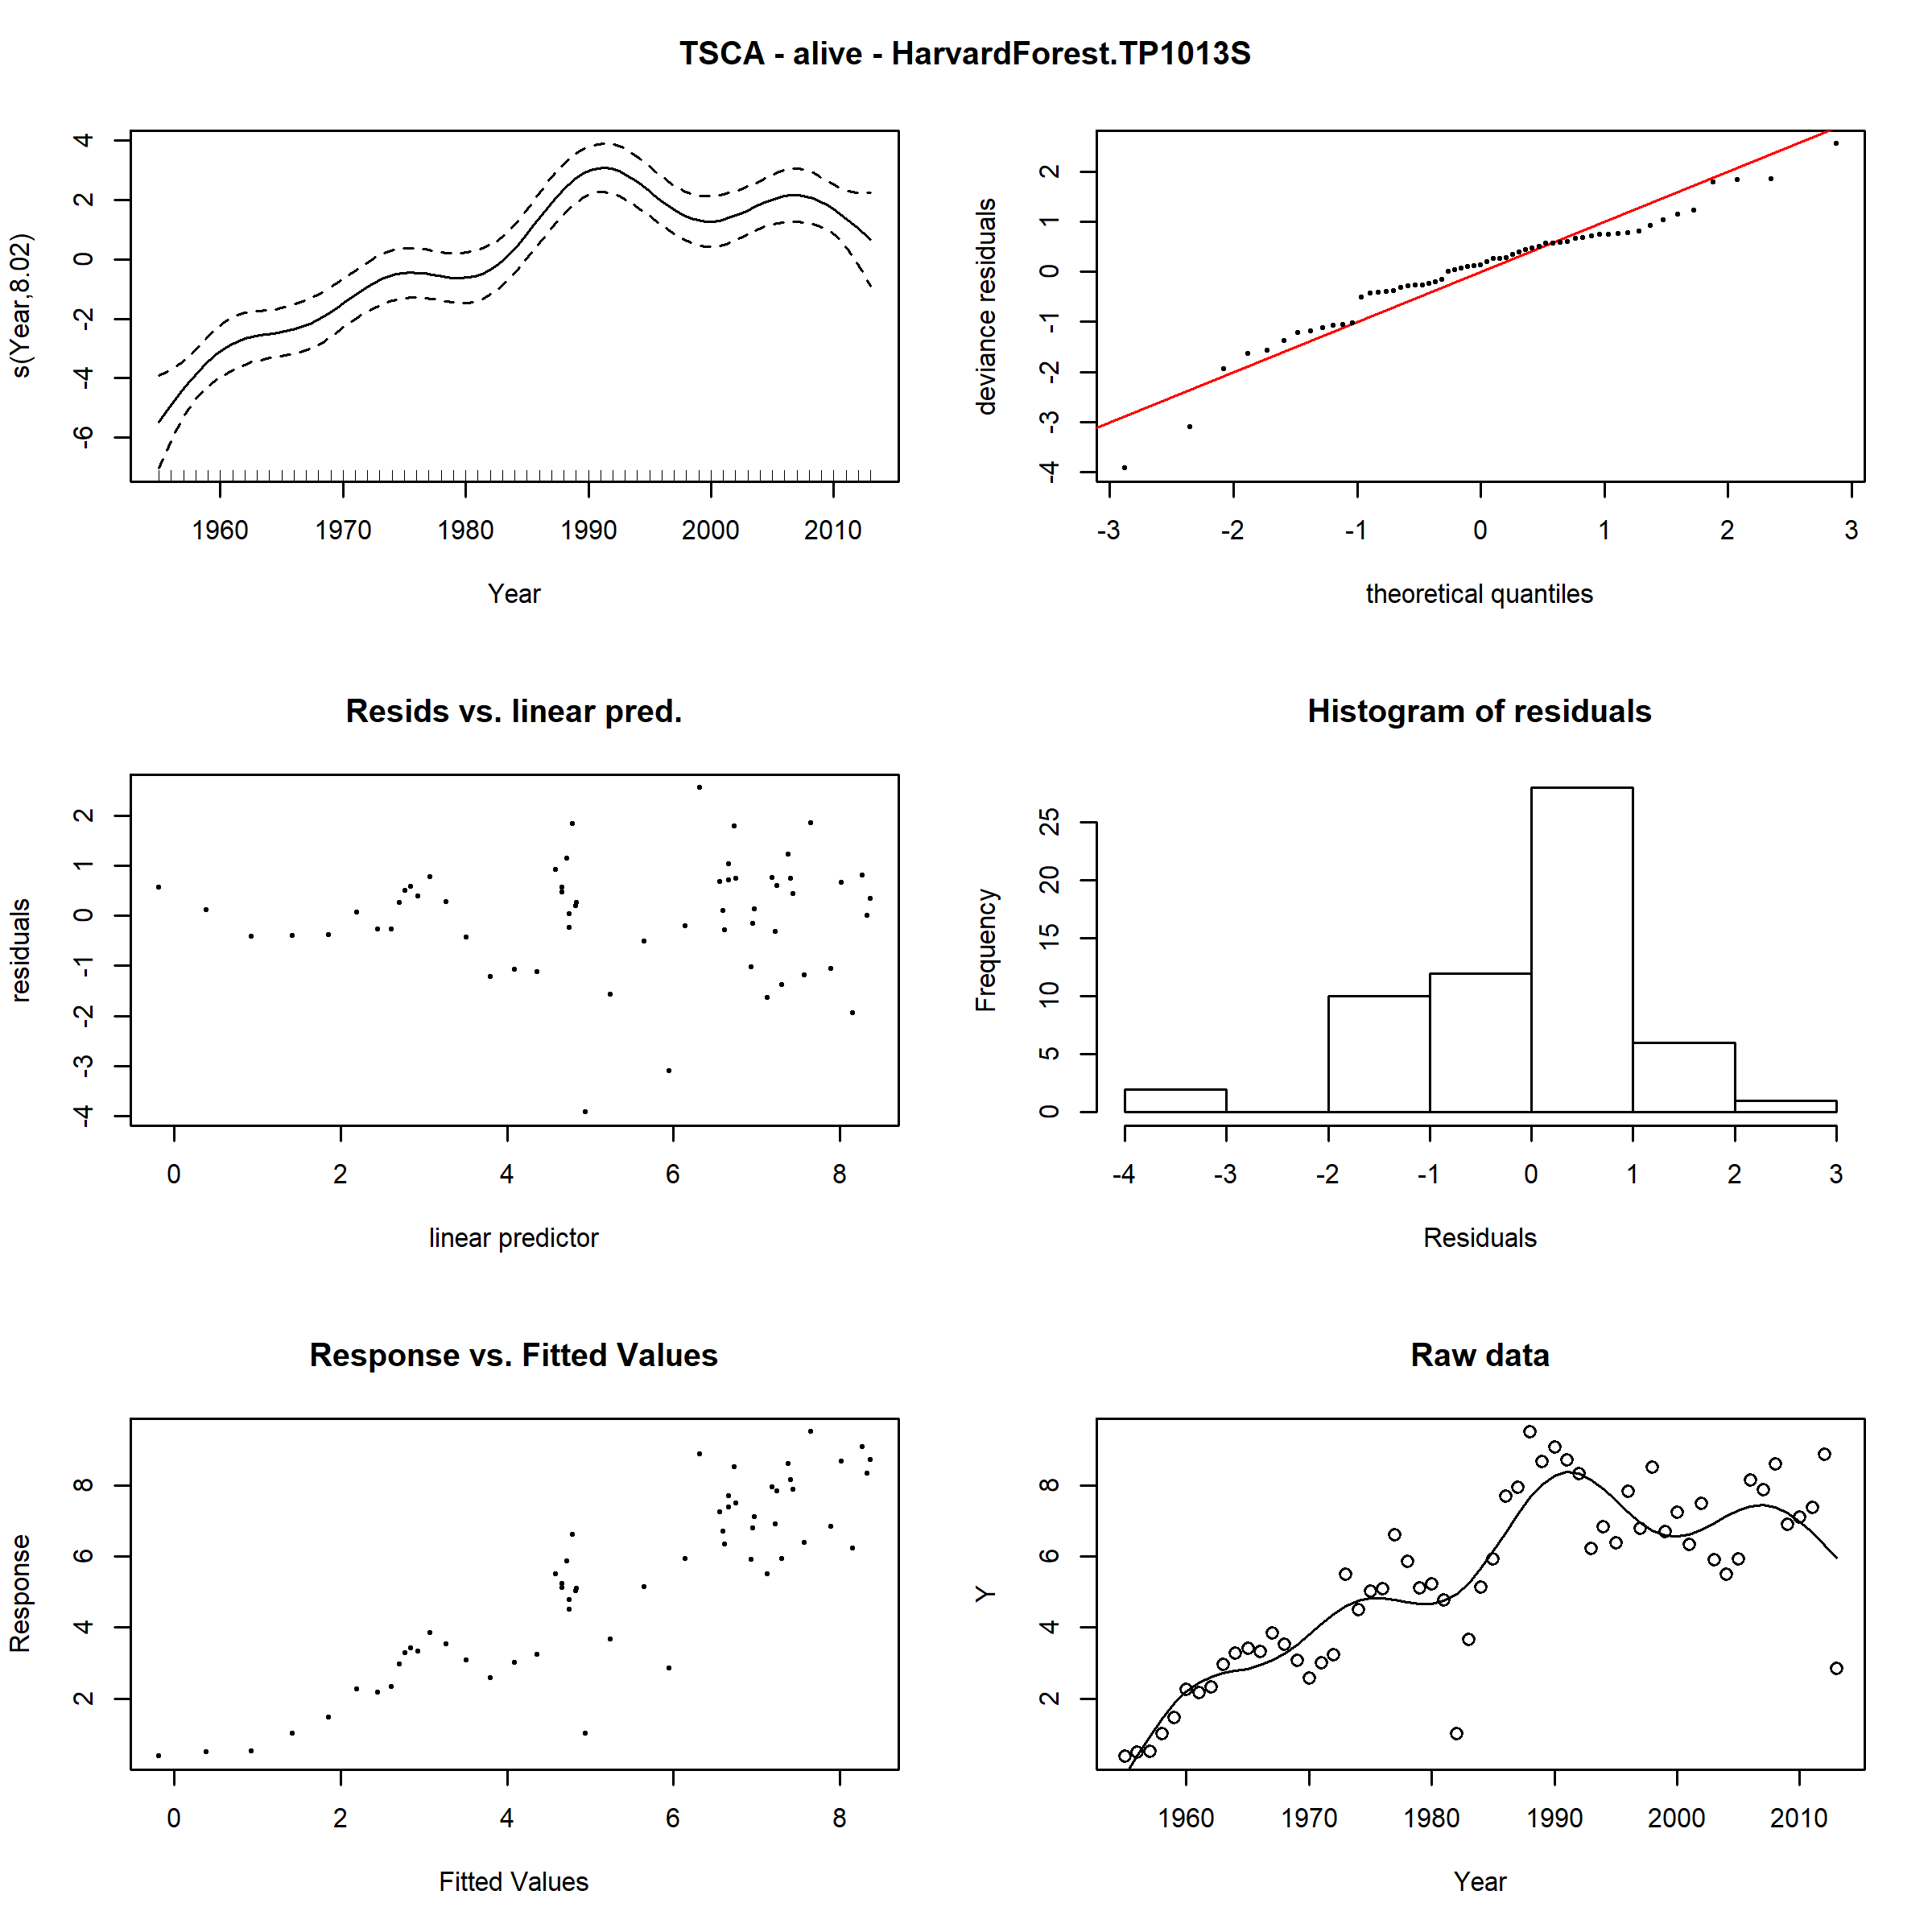 TSCA - alive - HarvardForest.TP1013S
s(Year,8.02)
4
2
0
-2
-4
-6
1960 1970 1980 1990 2000 2010
Year
deviance residuals
2
1
0
-1
-2
-3
-4
-3 -2 -1 0 1 2 3
theoretical quantiles
Resids vs. linear pred.
residuals
2
1
0
-1
-2
-3
-4
0 2 4 6 8
linear predictor
Histogram of residuals
Frequency
25
20
15
10
5
0
-4 -3 -2 -1 0 1 2 3
Residuals
Response vs. Fitted Values
Response
8
6
4
2
0 2 4 6 8
Fitted Values
Raw data
Y
8
6
4
2
1960 1970 1980 1990 2000 2010
Year